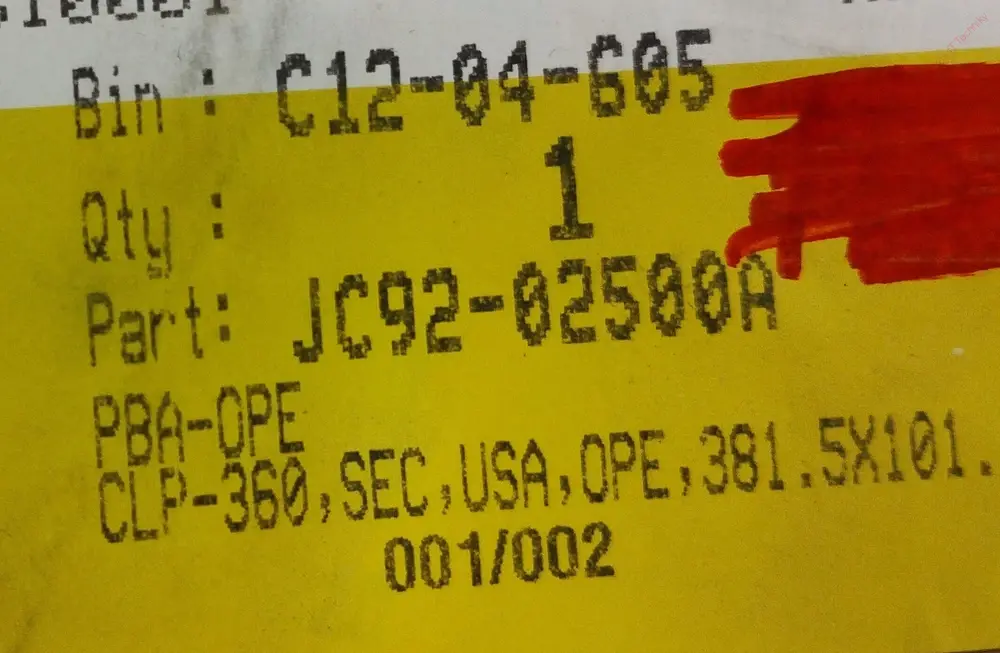 Bin : C12-04-605
Qty : 1
Part: JC92-02500A
PBA-OPE
CLP-360,SEC,USA,OPE,381.5X101.
001/002